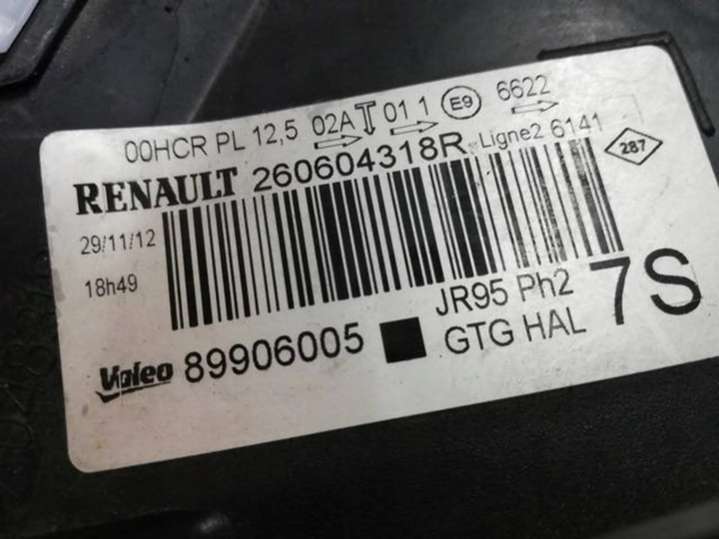 00HCR PL 12,5 02A 01 1 E9 6622
RENAULT 260604318R Ligne2 6141
287
29/11/12
18h49
JR95 Ph2
7S
Valeo 89906005
GTG HAL